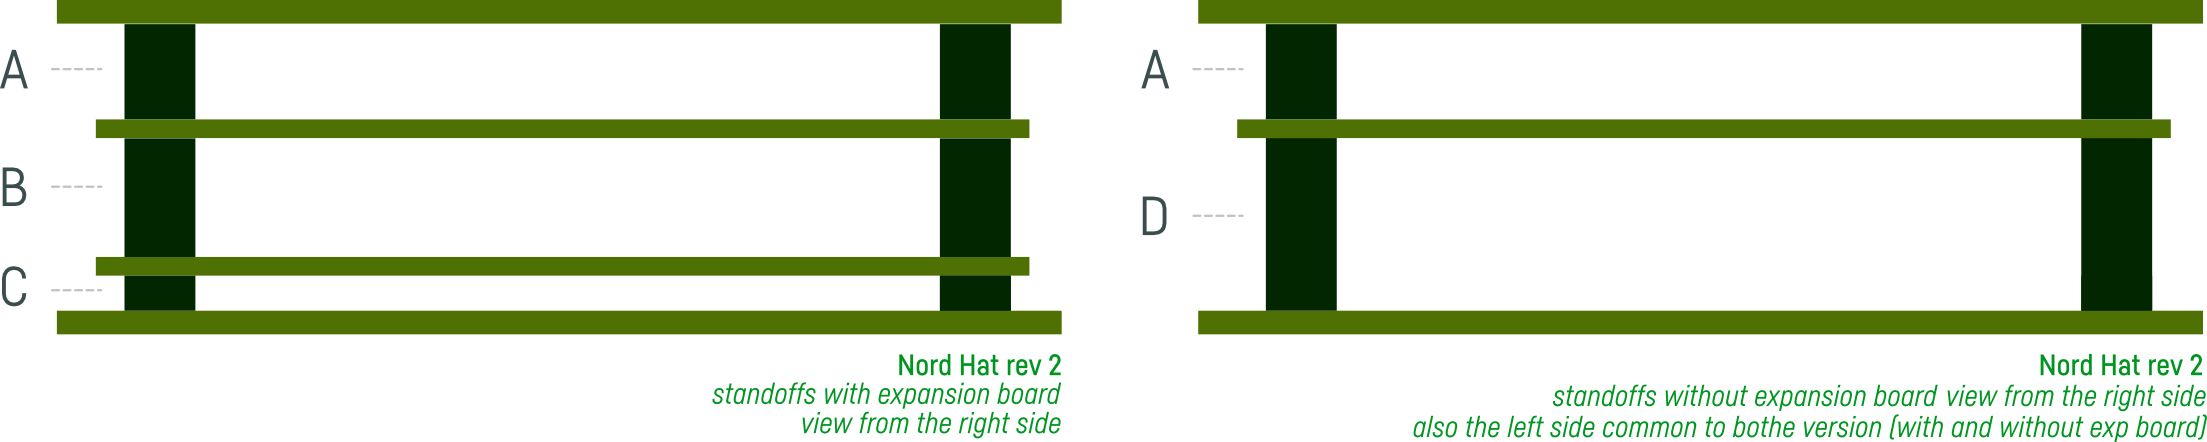 A
B
C
Nord Hat rev 2
standoffs with expansion board
view from the right side
A
D
Nord Hat rev 2
standoffs without expansion board view from the right side
also the left side common to bothe version (with and without exp board)